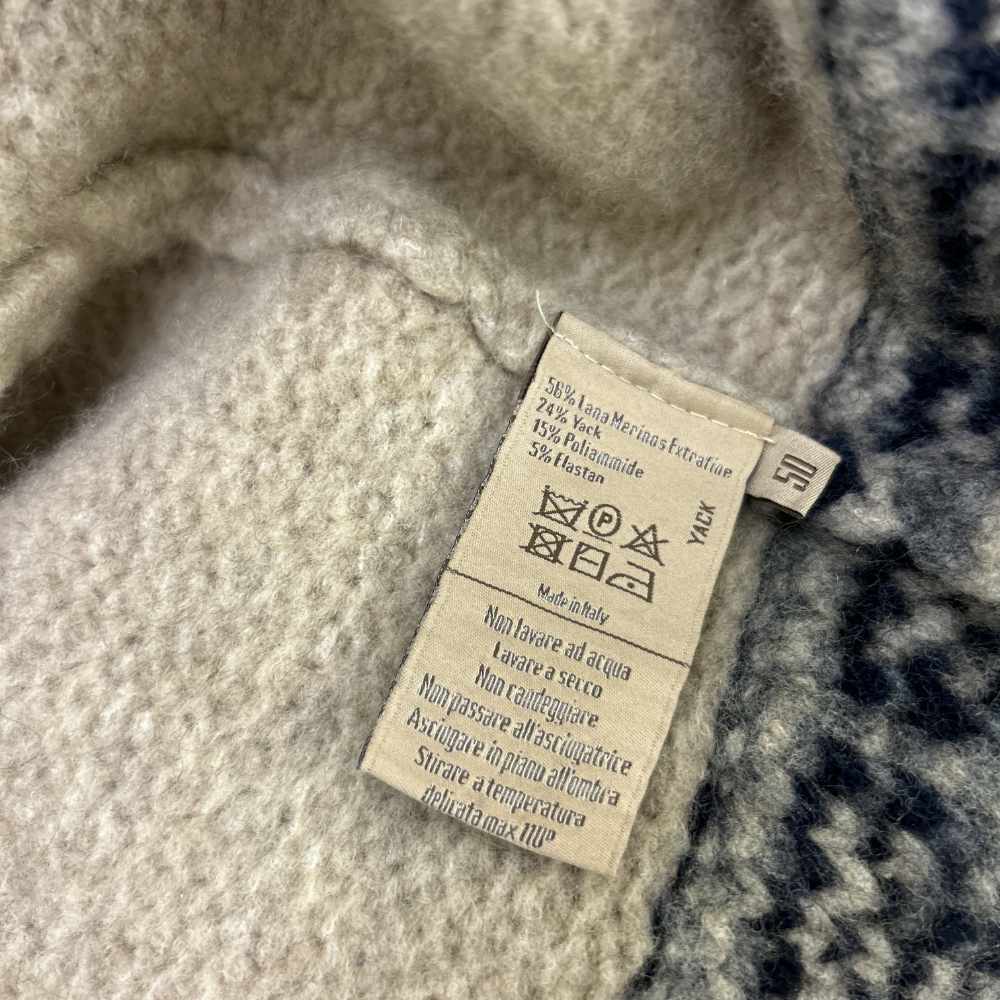 56% Lana Merinos Extrafine
24% Yack
15% Poliammide
5% Elastan
P
YACK
50
Made in Italy
Non lavare ad acqua
Lavare a secco
Non candeggiare
Non passare all'asciugatrice
Asciugare in piano all'ombra
Stirare a temperatura
delicata max 110°